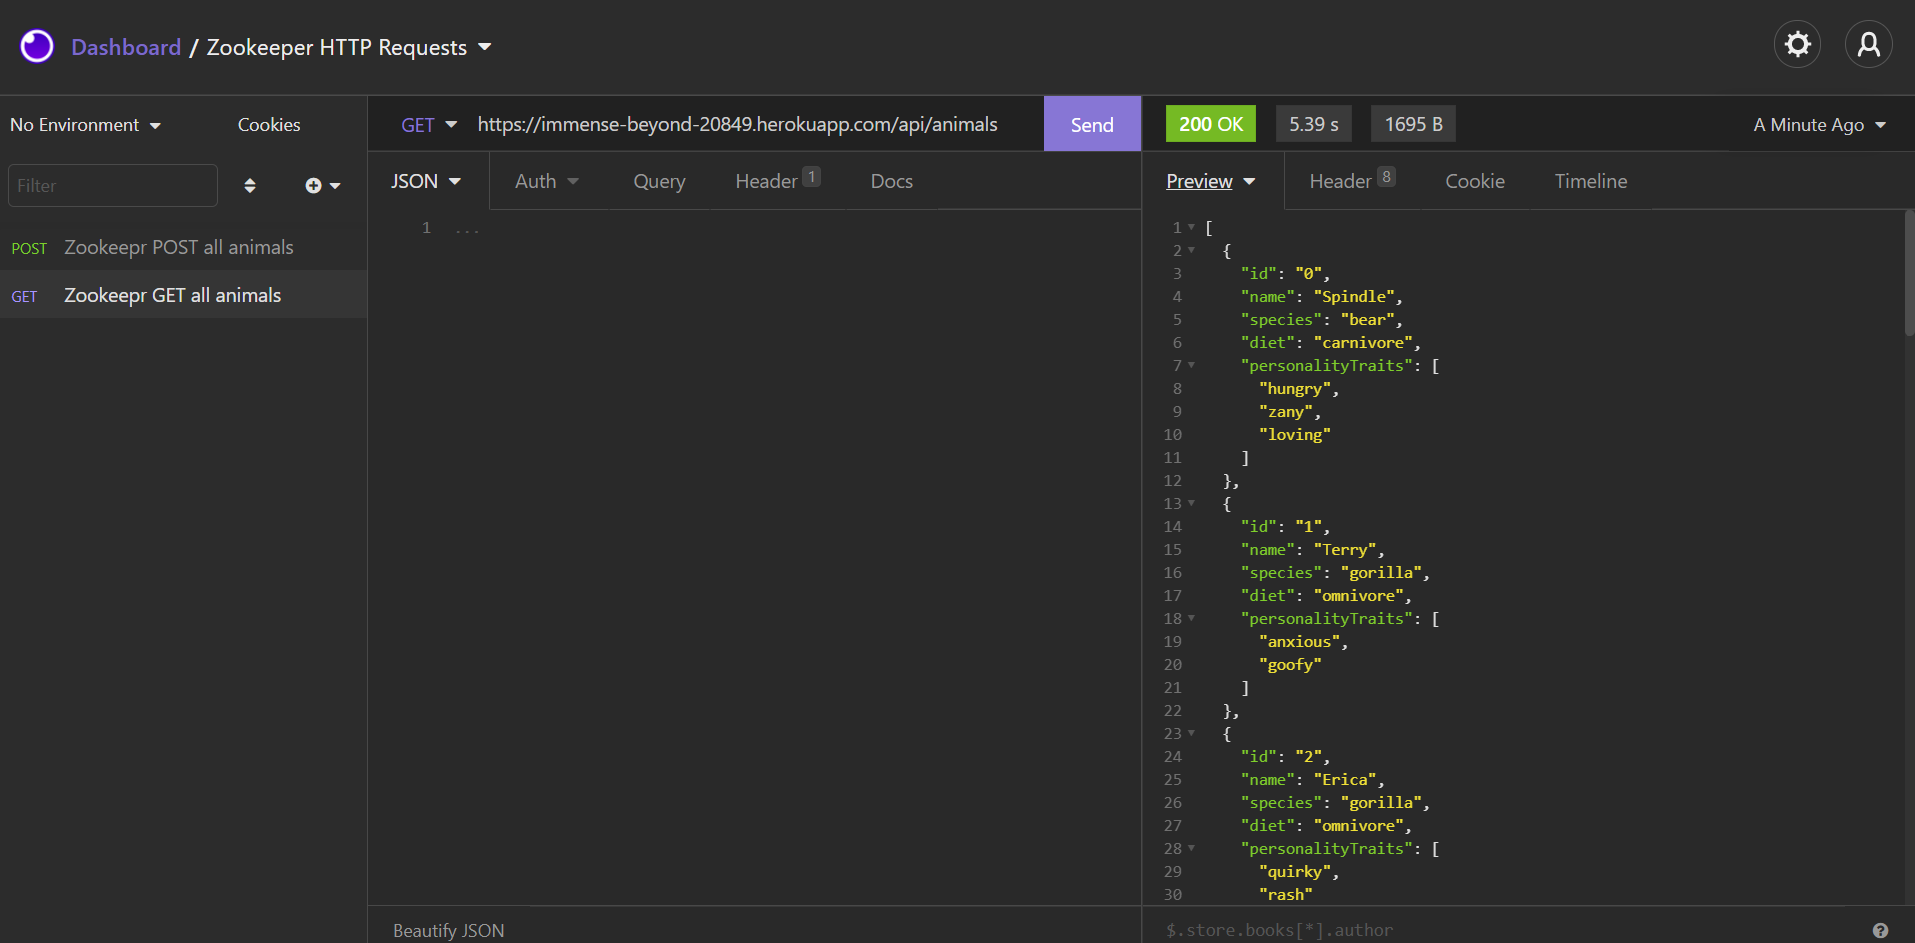 Dashboard / Zookeeper HTTP Requests
No Environment
Cookies
Filter
POST Zookeepr POST all animals
GET Zookeepr GET all animals
GET https://immense-beyond-20849.herokuapp.com/api/animals Send
JSON Auth Query Header 1 Docs
1 ...
Beautify JSON
200 OK 5.39 s 1695 B A Minute Ago
Preview Header 8 Cookie Timeline
1 [
2 {
3 "id": "0",
4 "name": "Spindle",
5 "species": "bear",
6 "diet": "carnivore",
7 "personalityTraits": [
8 "hungry",
9 "zany",
10 "loving"
11 ]
12 },
13 {
14 "id": "1",
15 "name": "Terry",
16 "species": "gorilla",
17 "diet": "omnivore",
18 "personalityTraits": [
19 "anxious",
20 "goofy"
21 ]
22 },
23 {
24 "id": "2",
25 "name": "Erica",
26 "species": "gorilla",
27 "diet": "omnivore",
28 "personalityTraits": [
29 "quirky",
30 "rash"
$.store.books[*].author
?